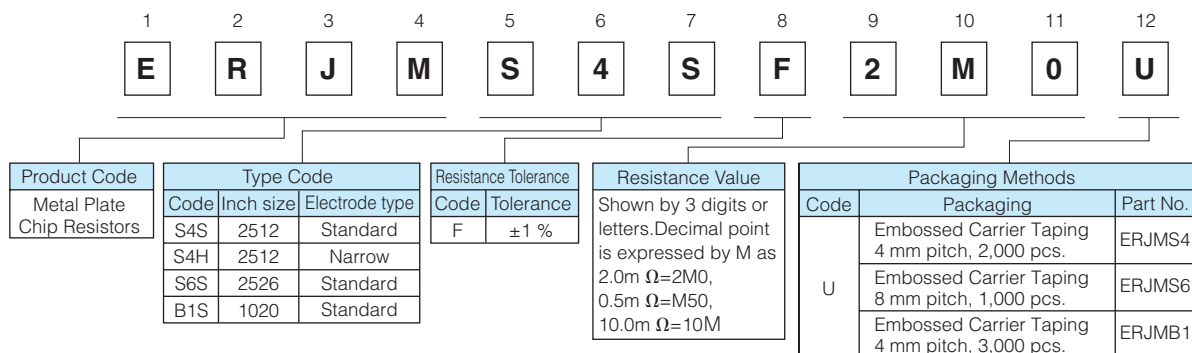 1 2 3 4 5 6 7 8 9 10 11 12
E R J M S 4 S F 2 M 0 U
Product Code
Metal Plate
Chip Resistors
Type Code
Code Inch size Electrode type
S4S 2512 Standard
S4H 2512 Narrow
S6S 2526 Standard
B1S 1020 Standard
Resistance Tolerance
Code Tolerance
F ±1 %
Resistance Value
Shown by 3 digits or
letters.Decimal point
is expressed by M as
2.0m Ω=2M0,
0.5m Ω=M50,
10.0m Ω=10M
Packaging Methods
Code Packaging Part No.
U
Embossed Carrier Taping
4 mm pitch, 2,000 pcs.
ERJMS4
Embossed Carrier Taping
8 mm pitch, 1,000 pcs.
ERJMS6
Embossed Carrier Taping
4 mm pitch, 3,000 pcs.
ERJMB1